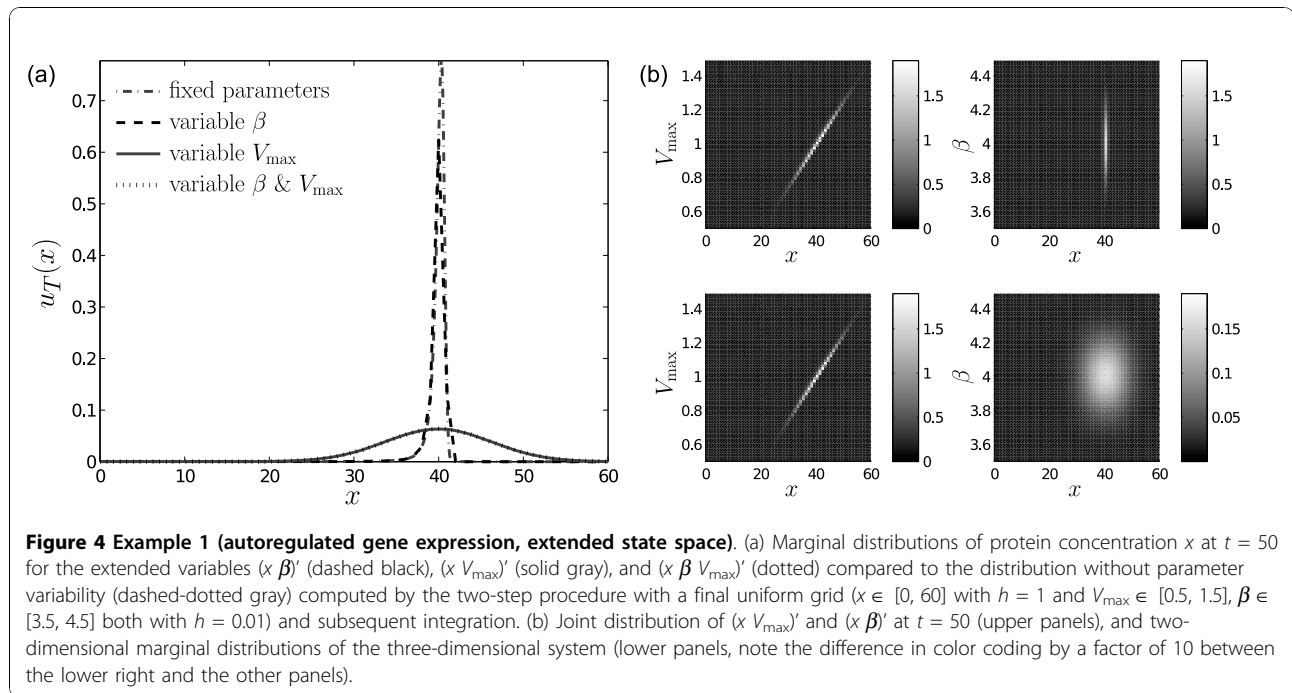 (a)
0.7
0.6
0.5
0.4
0.3
0.2
0.1
0
u_T(x)
fixed parameters
variable β
variable V_max
variable β & V_max
0 10 20 30 40 50 60
x
(b)
1.4
1.2
1
0.8
0.6
V_max
0 20 40 60
x
1.5
1
0.5
0
4.4
4.2
4
3.8
3.6
β
0 20 40 60
x
1.5
1
0.5
0
1.4
1.2
1
0.8
0.6
V_max
0 20 40 60
x
1.5
1
0.5
0
4.4
4.2
4
3.8
3.6
β
0 20 40 60
x
0.15
0.1
0.05
0
Figure 4 Example 1 (autoregulated gene expression, extended state space). (a) Marginal distributions of protein concentration x at t = 50
for the extended variables (x β)' (dashed black), (x V_max)' (solid gray), and (x β V_max)' (dotted) compared to the distribution without parameter
variability (dashed-dotted gray) computed by the two-step procedure with a final uniform grid (x ∈ [0, 60] with h = 1 and V_max ∈ [0.5, 1.5], β ∈
[3.5, 4.5] both with h = 0.01) and subsequent integration. (b) Joint distribution of (x V_max)' and (x β)' at t = 50 (upper panels), and two-
dimensional marginal distributions of the three-dimensional system (lower panels, note the difference in color coding by a factor of 10 between
the lower right and the other panels).